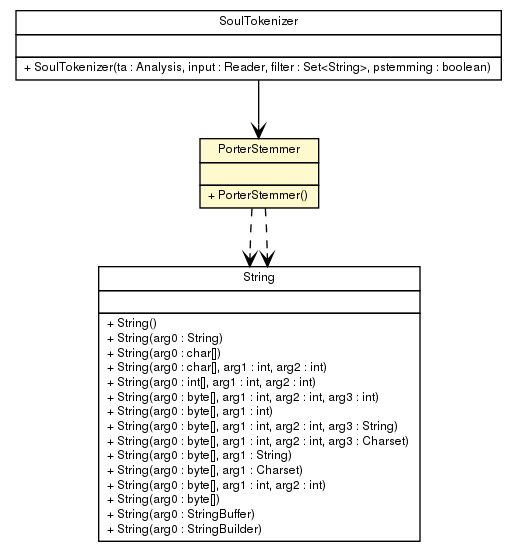 SoulTokenizer
+ SoulTokenizer(ta : Analysis, input : Reader, filter : Set<String>, pstemming : boolean)
PorterStemmer
+ PorterStemmer()
String
+ String()
+ String(arg0 : String)
+ String(arg0 : char[])
+ String(arg0 : char[], arg1 : int, arg2 : int)
+ String(arg0 : int[], arg1 : int, arg2 : int)
+ String(arg0 : byte[], arg1 : int, arg2 : int, arg3 : int)
+ String(arg0 : byte[], arg1 : int)
+ String(arg0 : byte[], arg1 : int, arg2 : int, arg3 : String)
+ String(arg0 : byte[], arg1 : int, arg2 : int, arg3 : Charset)
+ String(arg0 : byte[], arg1 : String)
+ String(arg0 : byte[], arg1 : Charset)
+ String(arg0 : byte[], arg1 : int, arg2 : int)
+ String(arg0 : byte[])
+ String(arg0 : StringBuffer)
+ String(arg0 : StringBuilder)